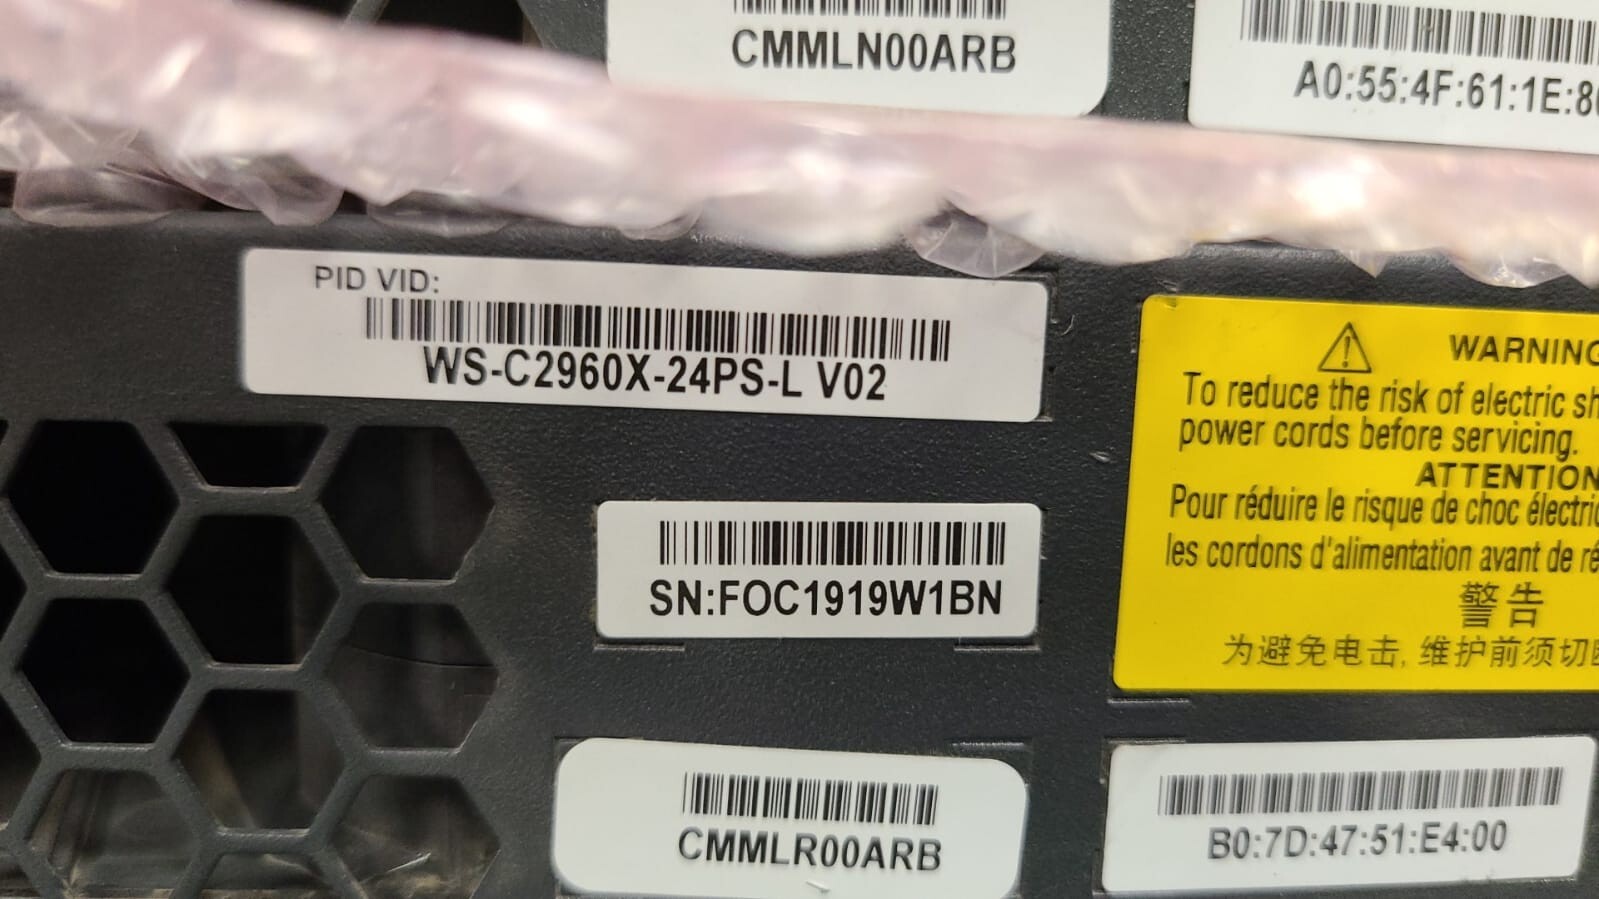 CMMLN00ARB
A0:55:4F:61:1E:8
PID VID:
WS-C2960X-24PS-L V02
SN:FOC1919W1BN
CMMLR00ARB
WARNING
To reduce the risk of electric sh
power cords before servicing.
ATTENTION
Pour réduire le risque de choc électri
les cordons d'alimentation avant de ré
警告
为避免电击, 维护前须切
B0:7D:47:51:E4:00